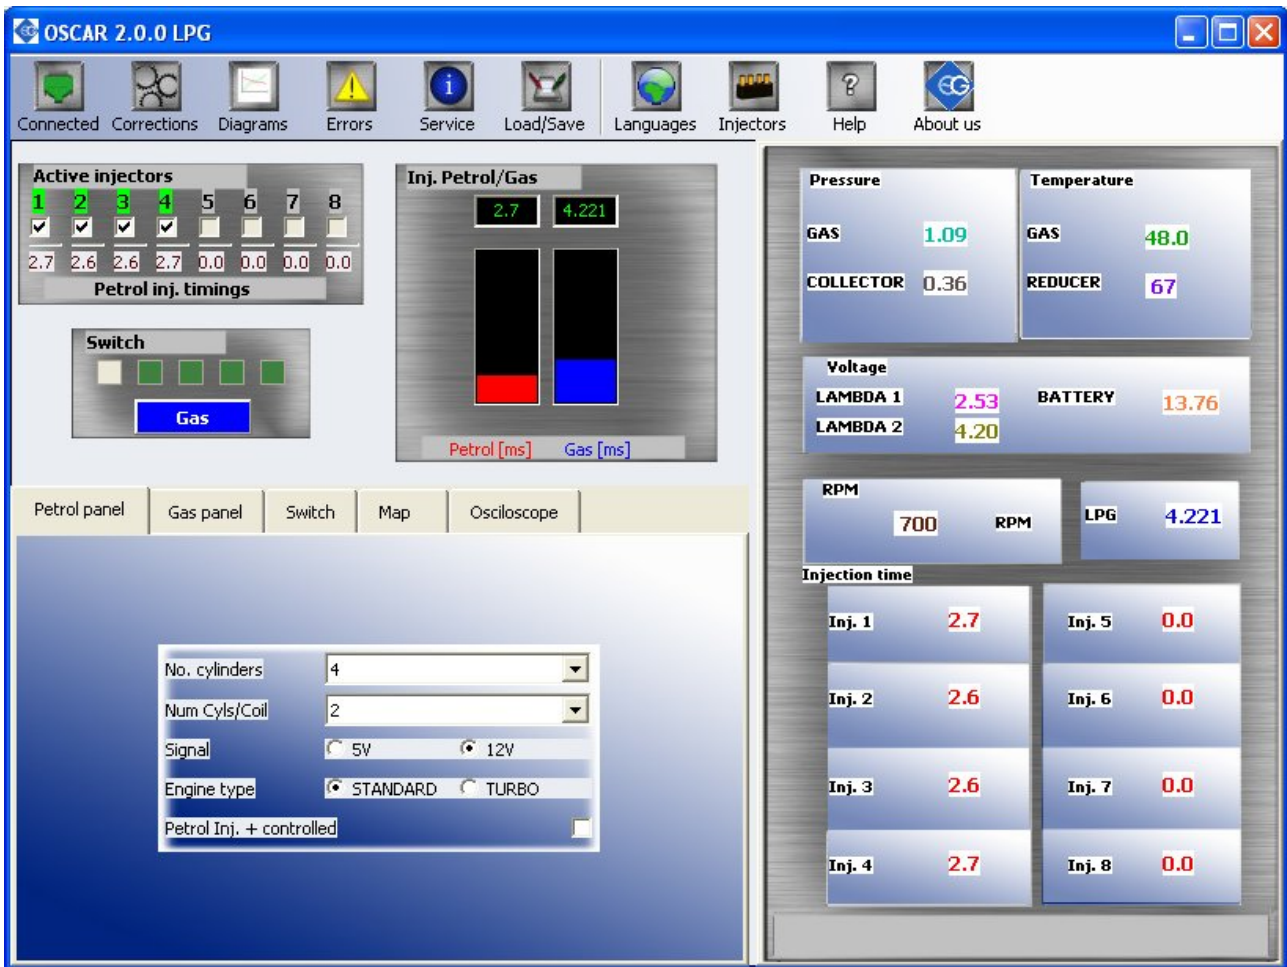 OSCAR 2.0.0 LPG
Connected Corrections Diagrams Errors Service Load/Save Languages Injectors Help About us
Active injectors
1 2 3 4 5 6 7 8
2.7 2.6 2.6 2.7 0.0 0.0 0.0 0.0
Petrol inj. timings
Switch
Gas
Inj. Petrol/Gas
2.7 4.221
Petrol [ms] Gas [ms]
Petrol panel Gas panel Switch Map Osciloscope
No. cylinders 4
Num Cyls/Coil 2
Signal 5V 12V
Engine type STANDARD TURBO
Petrol Inj. + controlled
Pressure
GAS 1.09
COLLECTOR 0.36
Temperature
GAS 48.0
REDUCER 67
Voltage
LAMBDA 1 2.53 BATTERY 13.76
LAMBDA 2 4.20
RPM
700 RPM
LPG 4.221
Injection time
Inj. 1 2.7 Inj. 5 0.0
Inj. 2 2.6 Inj. 6 0.0
Inj. 3 2.6 Inj. 7 0.0
Inj. 4 2.7 Inj. 8 0.0